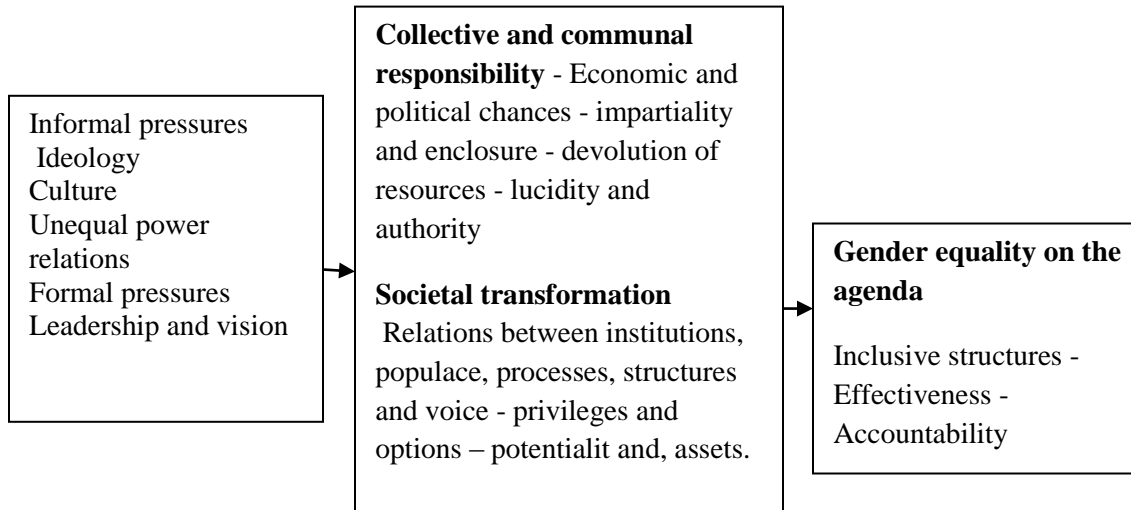 Informal pressures
Ideology
Culture
Unequal power
relations
Formal pressures
Leadership and vision
Collective and communal
responsibility - Economic and
political chances - impartiality
and enclosure - devolution of
resources - lucidity and
authority
Societal transformation
Relations between institutions,
populace, processes, structures
and voice - privileges and
options – potentialit and, assets.
Gender equality on the
agenda
Inclusive structures -
Effectiveness -
Accountability